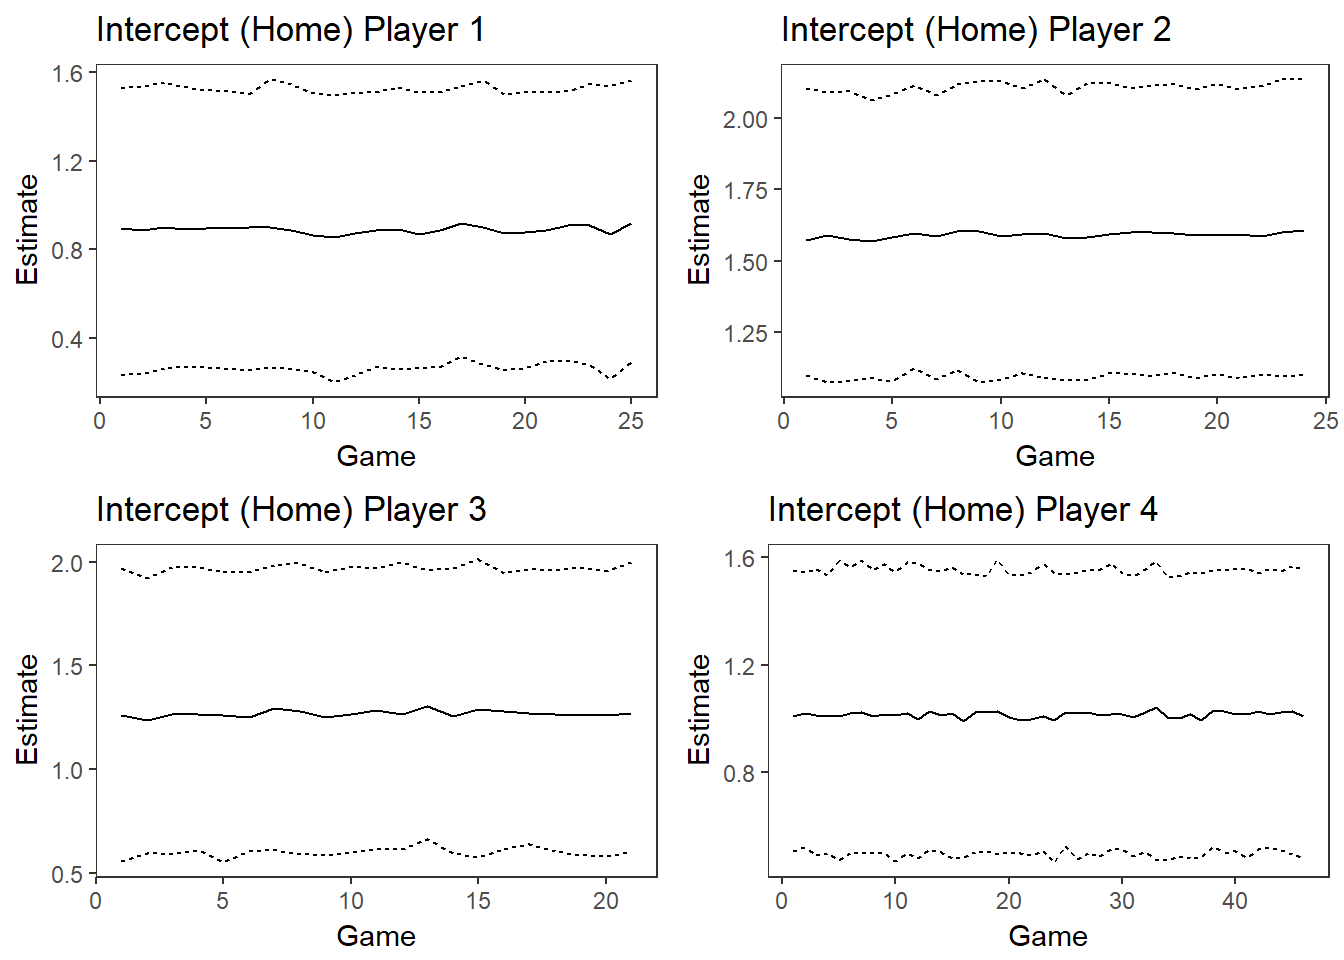 Intercept (Home) Player 1
1.6
1.2
0.8
0.4
Estimate
0 5 10 15 20 25
Game
Intercept (Home) Player 2
2.00
1.75
1.50
1.25
Estimate
0 5 10 15 20 25
Game
Intercept (Home) Player 3
2.0
1.5
1.0
0.5
Estimate
0 5 10 15 20
Game
Intercept (Home) Player 4
1.6
1.2
0.8
Estimate
0 10 20 30 40
Game